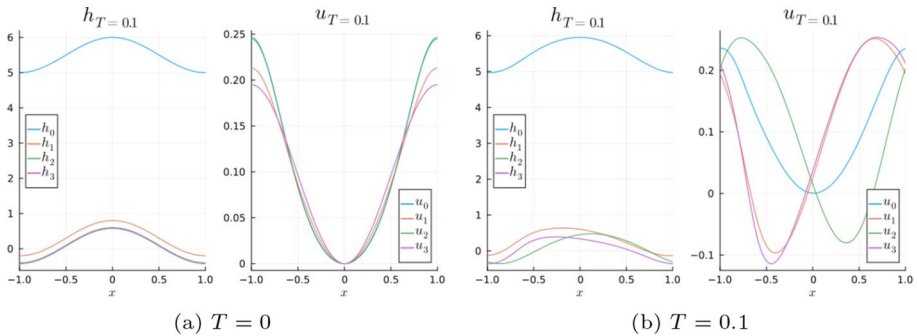 h_{T=0.1}
6
5
4
3
2
1
0
h_0
h_1
h_2
h_3
-1.0 -0.5 0 0.5 1.0
x
u_{T=0.1}
0.25
0.20
0.15
0.10
0.05
0
u_0
u_1
u_2
u_3
-1.0 -0.5 0.0 0.5 1.0
x
(a) T = 0
h_{T=0.1}
6
5
4
3
2
1
0
h_0
h_1
h_2
h_3
-1.0 -0.5 0 0.5 1.0
x
u_{T=0.1}
0.2
0.1
0
-0.1
u_0
u_1
u_2
u_3
-1.0 -0.5 0.0 0.5 1.0
x
(b) T = 0.1